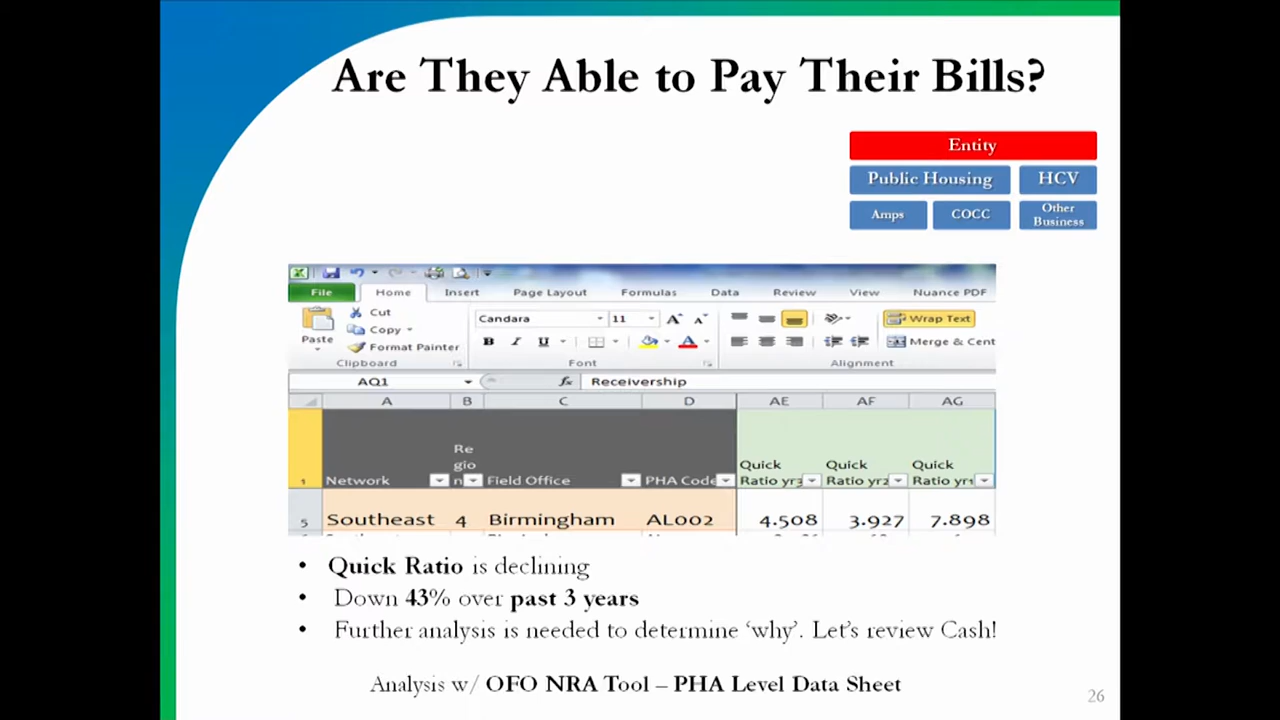 Are They Able to Pay Their Bills?
Entity
Public Housing HCV
Amps COCC Other
Business
File Home Insert Page Layout Formulas Data Review View Nuance PDF
Cut
Copy
Format Painter
Paste
Candara 11
B I U A
Wrap Text
Merge & Cent
Clipboard Font Alignment
AQ1 fx Receivership
A B C D AE AF AG
1 Network Re
gio
n Field Office PHA Code Quick
Ratio yr3 Quick
Ratio yr2 Quick
Ratio yr1
5 Southeast 4 Birmingham AL002 4.508 3.927 7.898
• Quick Ratio is declining
• Down 43% over past 3 years
• Further analysis is needed to determine ‘why’. Let’s review Cash!
Analysis w/ OFO NRA Tool – PHA Level Data Sheet
26